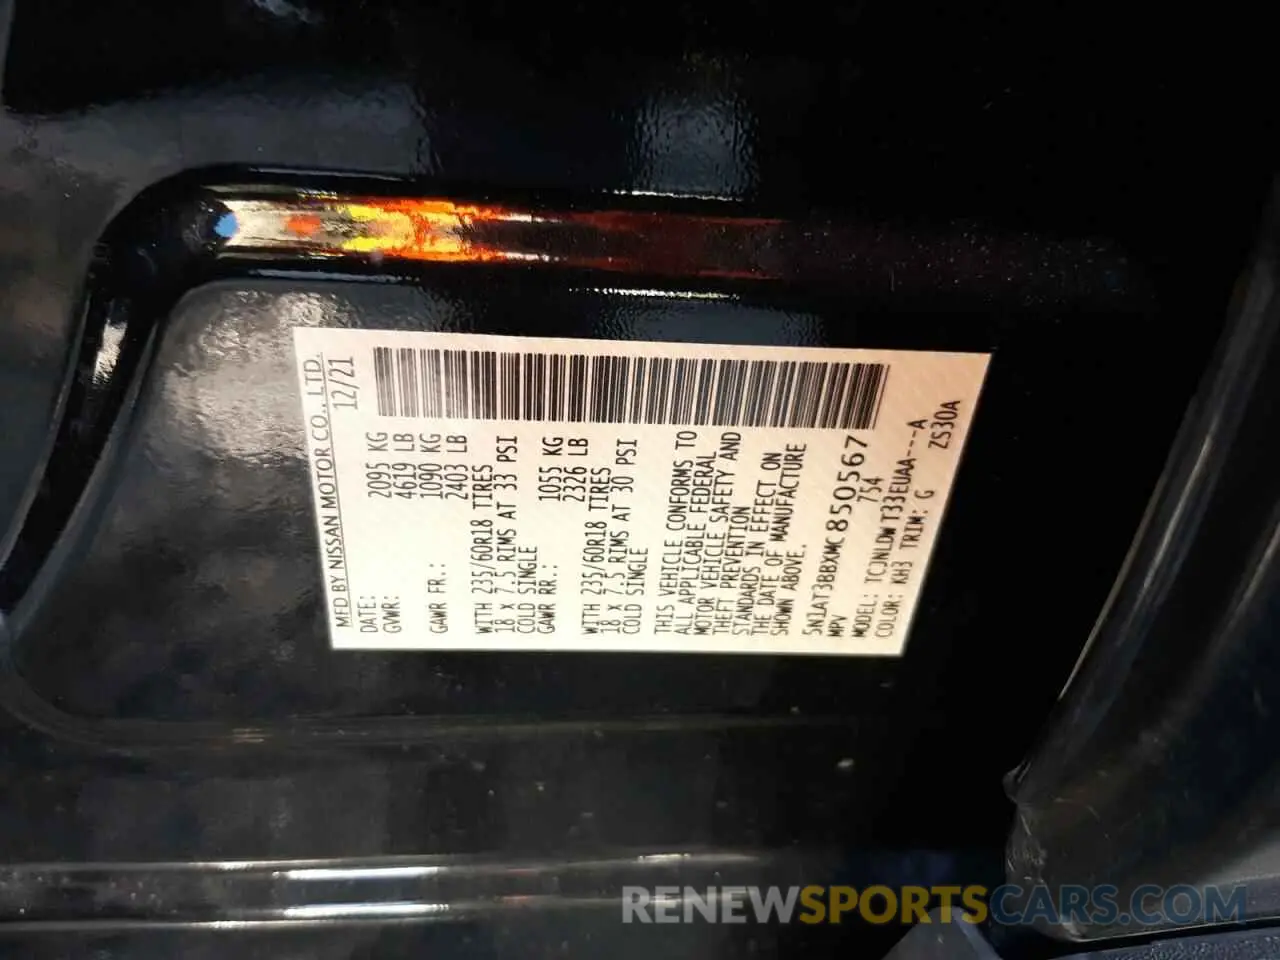 MFD BY NISSAN MOTOR CO., LTD.
DATE: 12/21
GVWR: 2095 KG
4619 LB
GAWR FR.: 1090 KG
2403 LB
WITH 235/60R18 TIRES
18 x 7.5 RIMS AT 33 PSI
COLD SINGLE
GAWR RR.: 1055 KG
2326 LB
WITH 235/60R18 TIRES
18 x 7.5 RIMS AT 30 PSI
COLD SINGLE
THIS VEHICLE CONFORMS TO
ALL APPLICABLE FEDERAL
MOTOR VEHICLE SAFETY AND
THEFT PREVENTION
STANDARDS IN EFFECT ON
THE DATE OF MANUFACTURE
SHOWN ABOVE.
5N1AT3BBXMC850567
MPV 754
MODEL: TCJNLDW T33EUAA---A
COLOR: KH3 TRIM: G ZS30A
RENEWSPORTSCARS.COM